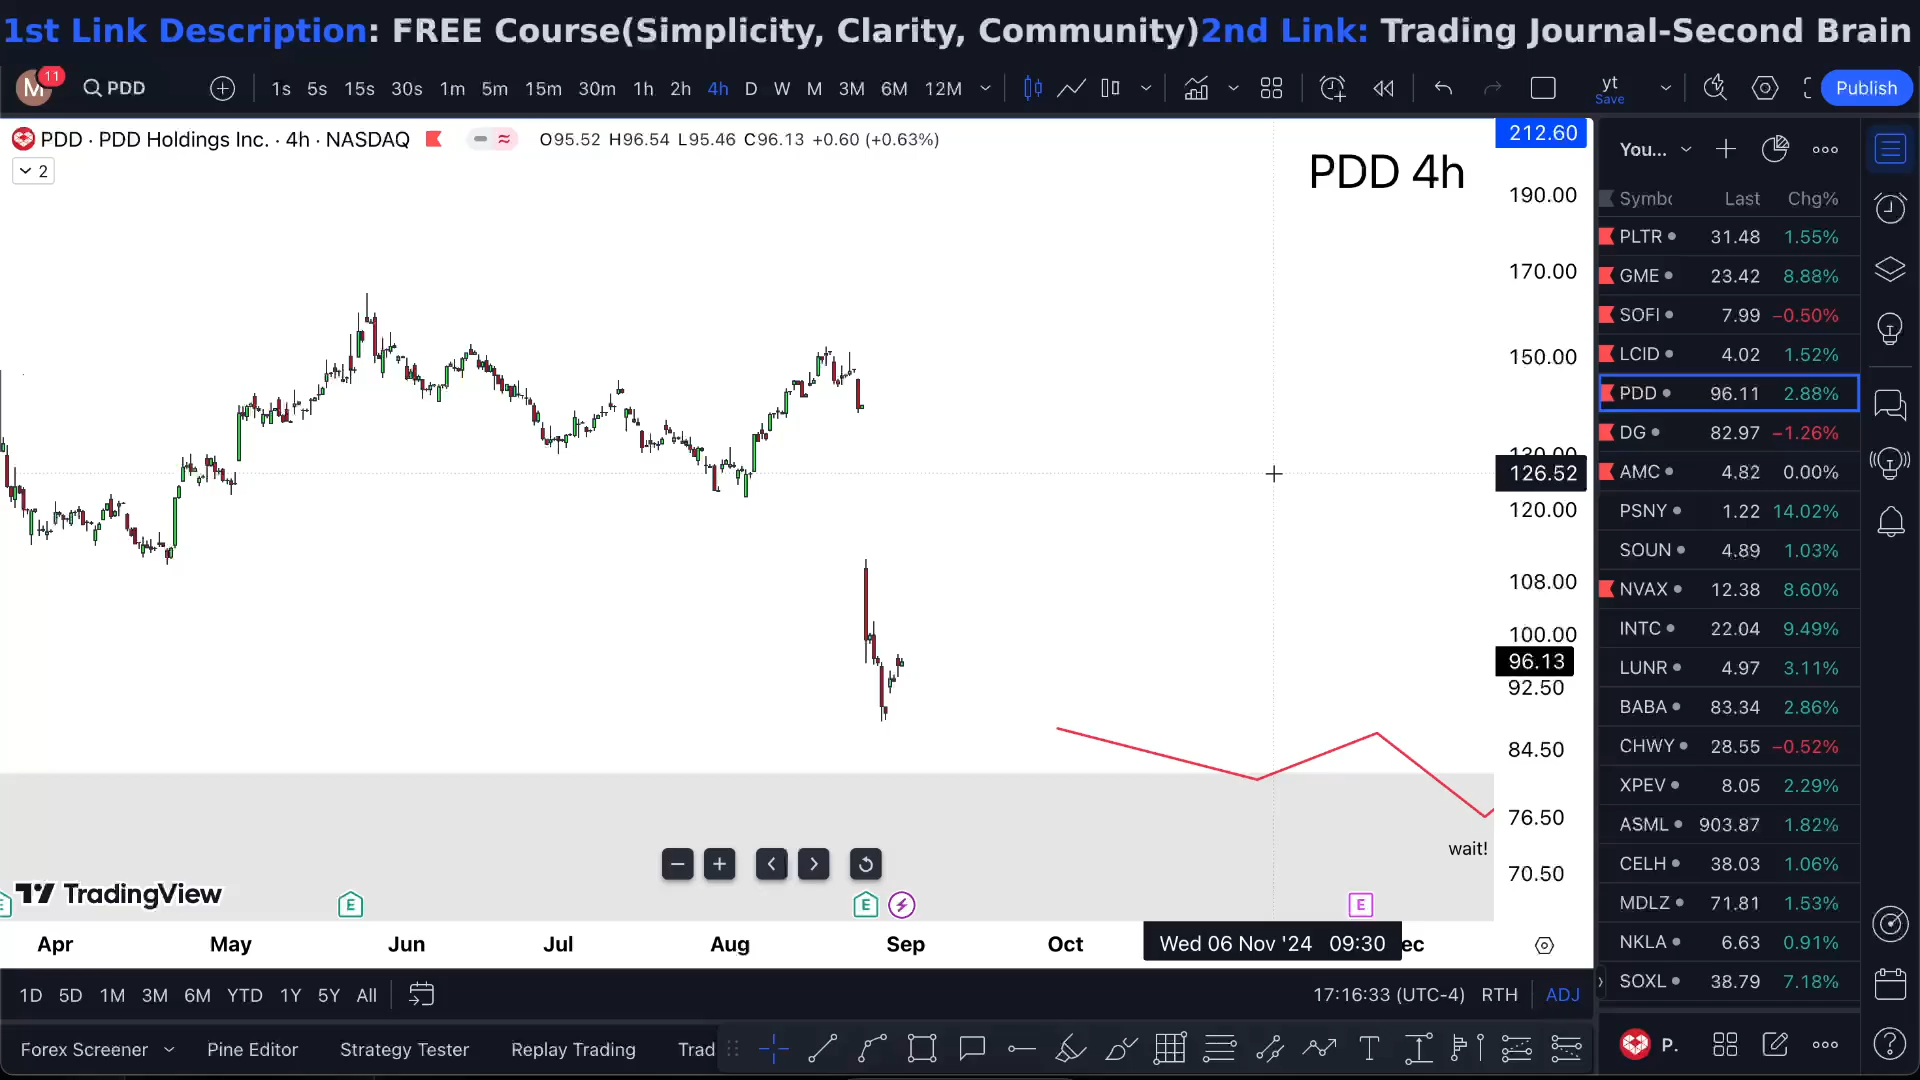 1st Link Description: FREE Course(Simplicity, Clarity, Community)2nd Link: Trading Journal-Second Brain
M 11 PDD 1s 5s 15s 30s 1m 5m 15m 30m 1h 2h 4h D W M 3M 6M 12M yt Save Publish
PDD · PDD Holdings Inc. · 4h · NASDAQ O95.52 H96.54 L95.46 C96.13 +0.60 (+0.63%)
2
PDD 4h
212.60
190.00
170.00
150.00
130.00
126.52
120.00
108.00
100.00
96.13
92.50
84.50
76.50
70.50
wait!
TradingView
E E E E
Apr May Jun Jul Aug Sep Oct Wed 06 Nov '24 09:30 ec
1D 5D 1M 3M 6M YTD 1Y 5Y All 17:16:33 (UTC-4) RTH ADJ
Forex Screener Pine Editor Strategy Tester Replay Trading Trad
You...
Symbo Last Chg%
PLTR 31.48 1.55%
GME 23.42 8.88%
SOFI 7.99 −0.50%
LCID 4.02 1.52%
PDD 96.11 2.88%
DG 82.97 −1.26%
AMC 4.82 0.00%
PSNY 1.22 14.02%
SOUN 4.89 1.03%
NVAX 12.38 8.60%
INTC 22.04 9.49%
LUNR 4.97 3.11%
BABA 83.34 2.86%
CHWY 28.55 −0.52%
XPEV 8.05 2.29%
ASML 903.87 1.82%
CELH 38.03 1.06%
MDLZ 71.81 1.53%
NKLA 6.63 0.91%
SOXL 38.79 7.18%
P.